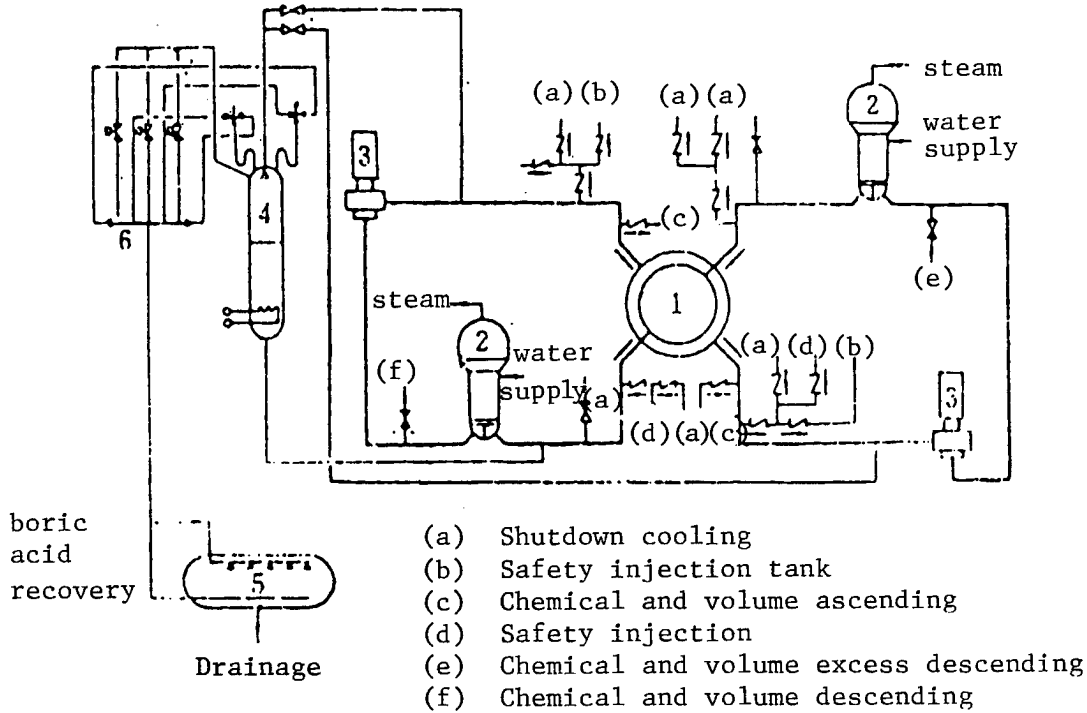 steam
(a)(b)
(a)(a)
2
water
supply
3
4
(c)
6
1
(e)
steam
2
water
supply
(f)
(a)
(a)(d)(b)
3
(d)(a)(c)
boric
acid
recovery
5
Drainage
(a) Shutdown cooling
(b) Safety injection tank
(c) Chemical and volume ascending
(d) Safety injection
(e) Chemical and volume excess descending
(f) Chemical and volume descending